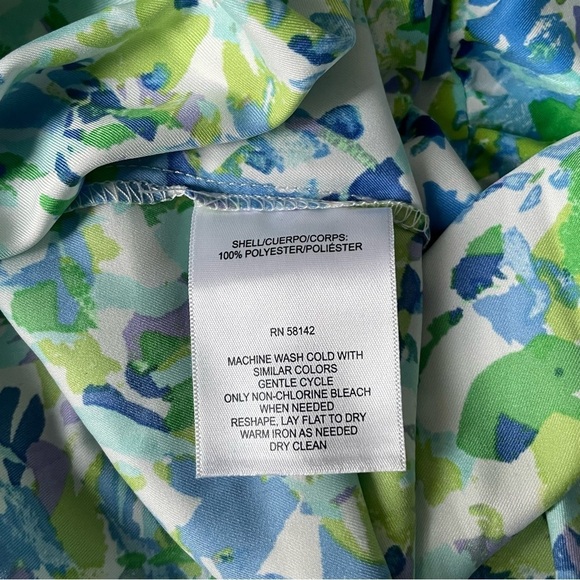 SHELL/CUERPO/CORPS:
100% POLYESTER/POLIÉSTER
RN 58142
MACHINE WASH COLD WITH
SIMILAR COLORS
GENTLE CYCLE
ONLY NON-CHLORINE BLEACH
WHEN NEEDED
RESHAPE, LAY FLAT TO DRY
WARM IRON AS NEEDED
DRY CLEAN